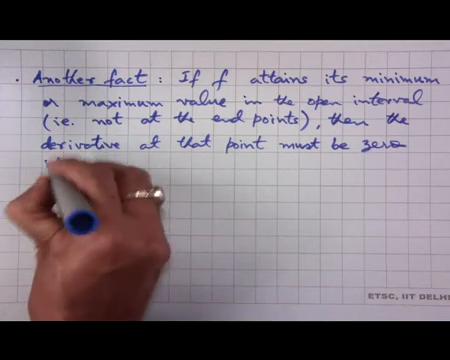 . Another fact : If f attains its minimum
or maximum value in the open interval
(i.e. not at the end points), then the
derivative at that point must be zero
ETSC, IIT DELHI